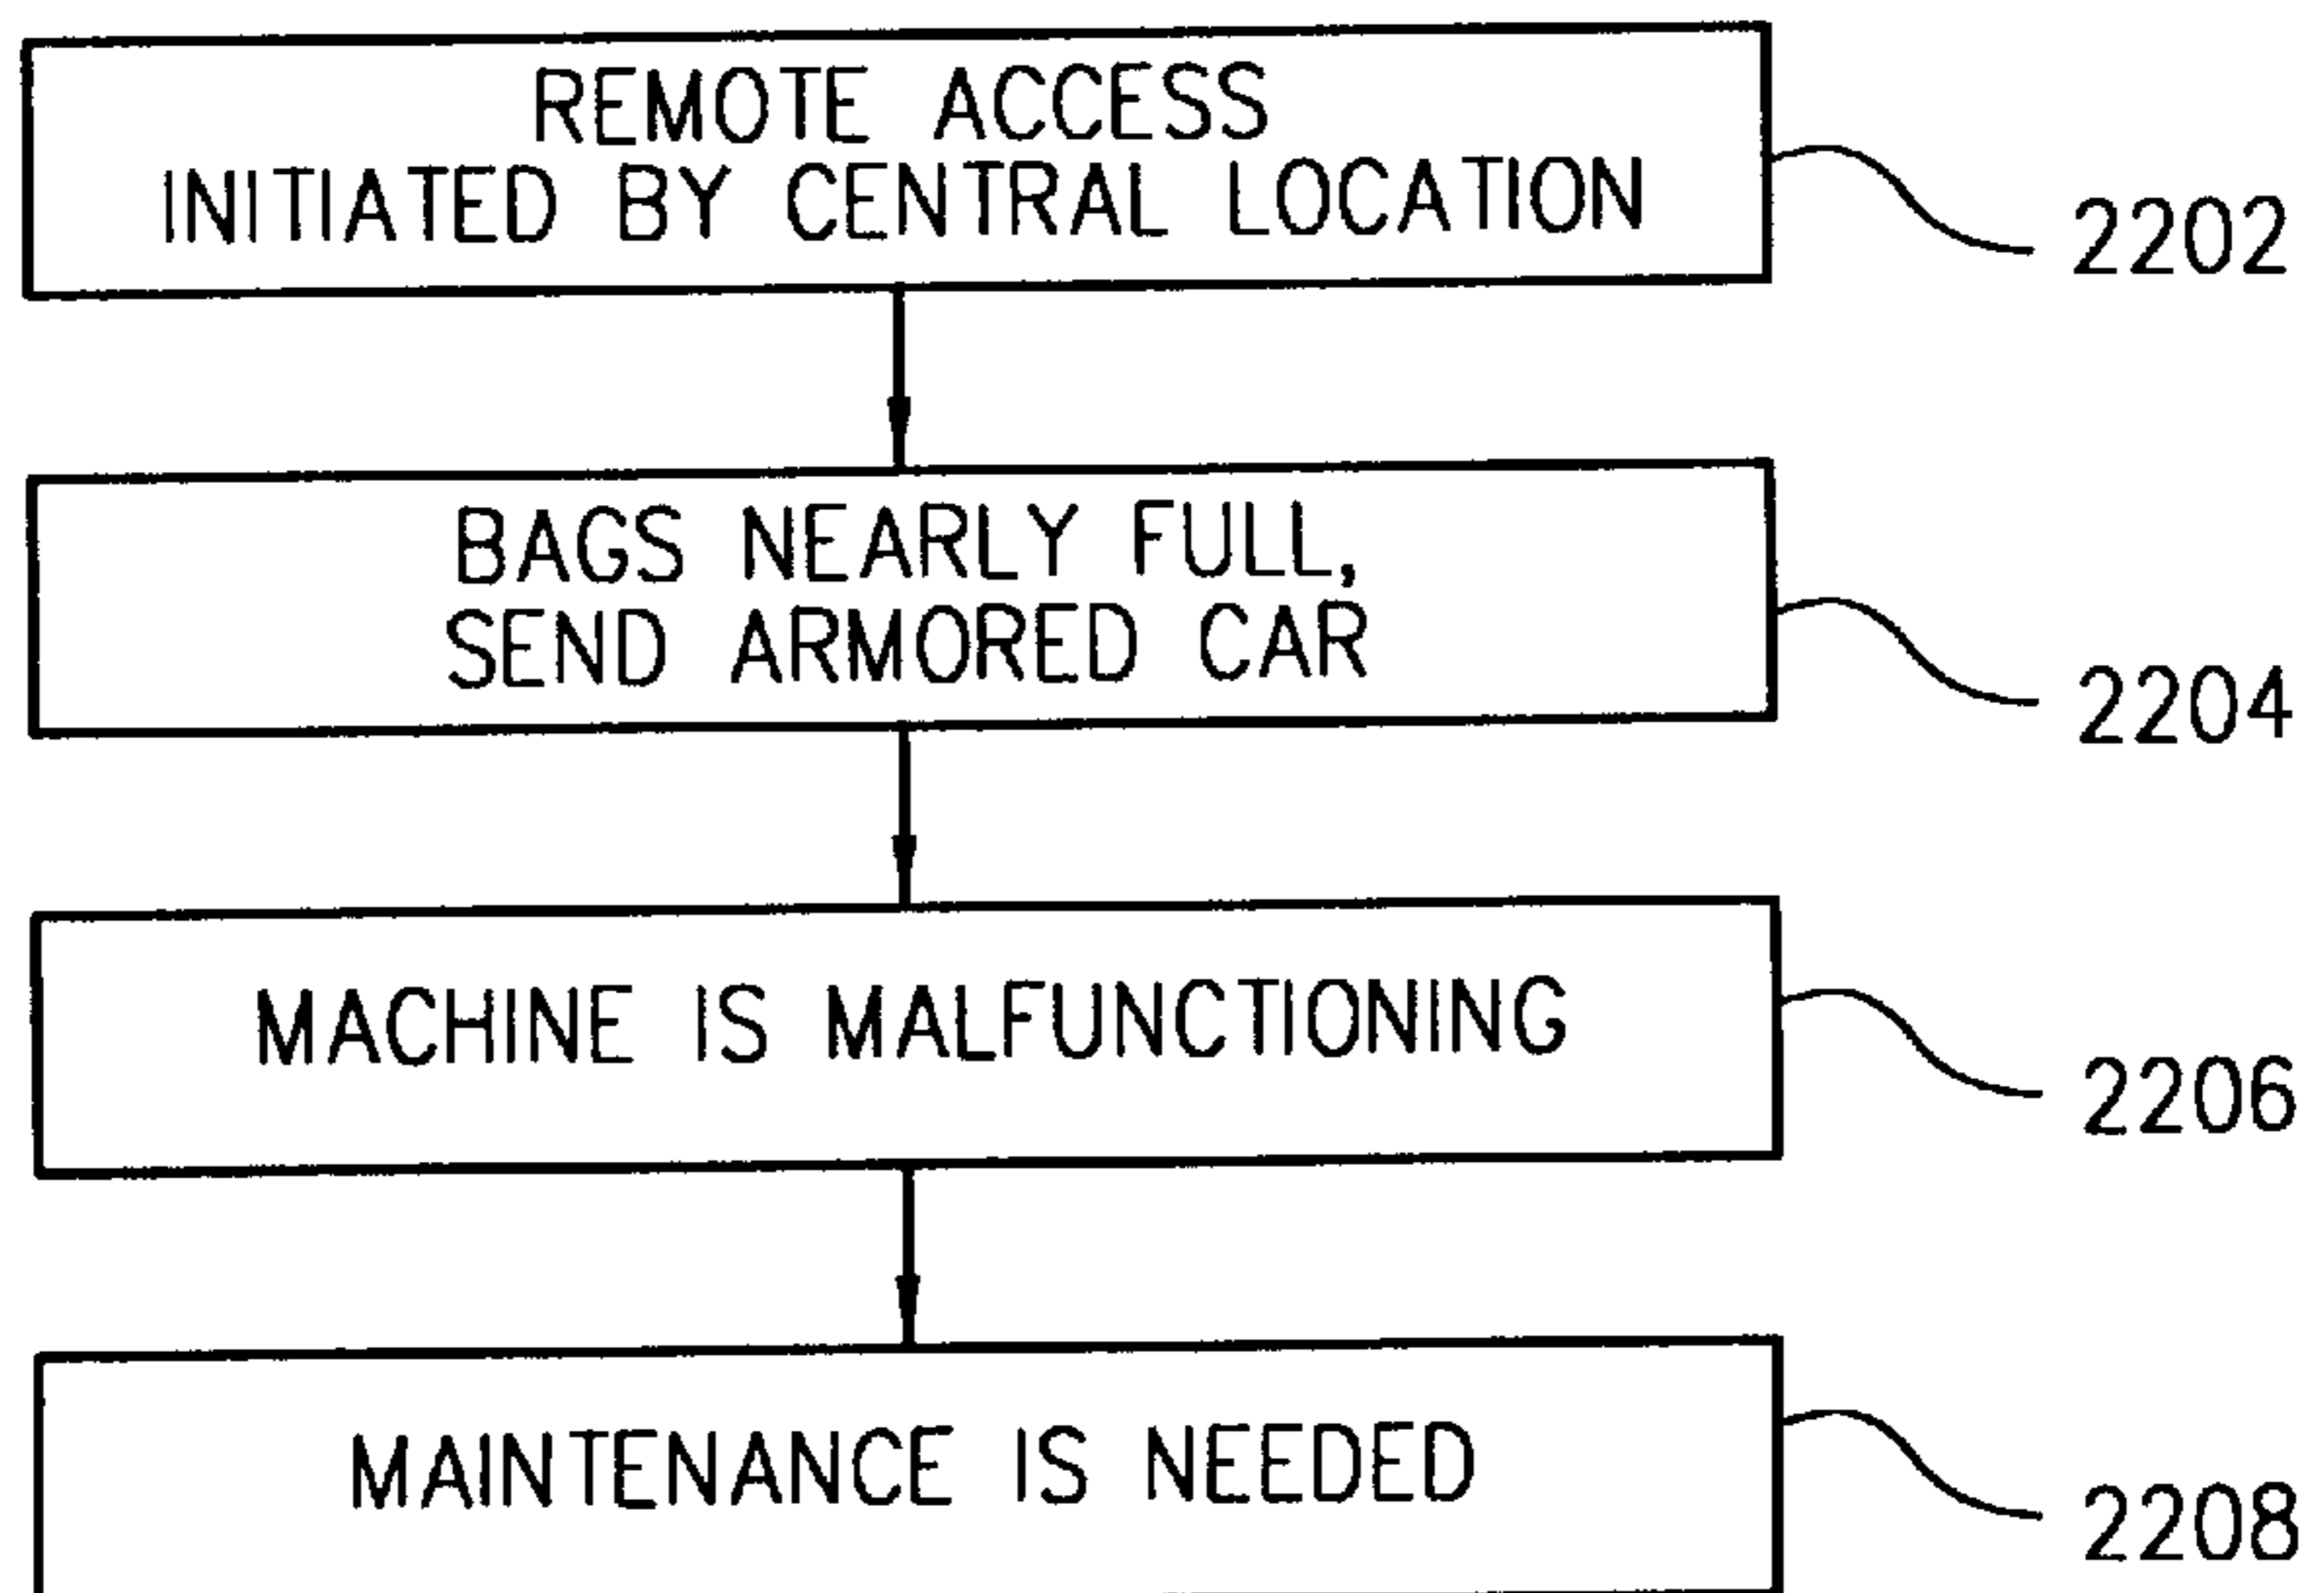 REMOTE ACCESS
INITIATED BY CENTRAL LOCATION
2202
BAGS NEARLY FULL,
SEND ARMORED CAR
2204
MACHINE IS MALFUNCTIONING
2206
MAINTENANCE IS NEEDED
2208